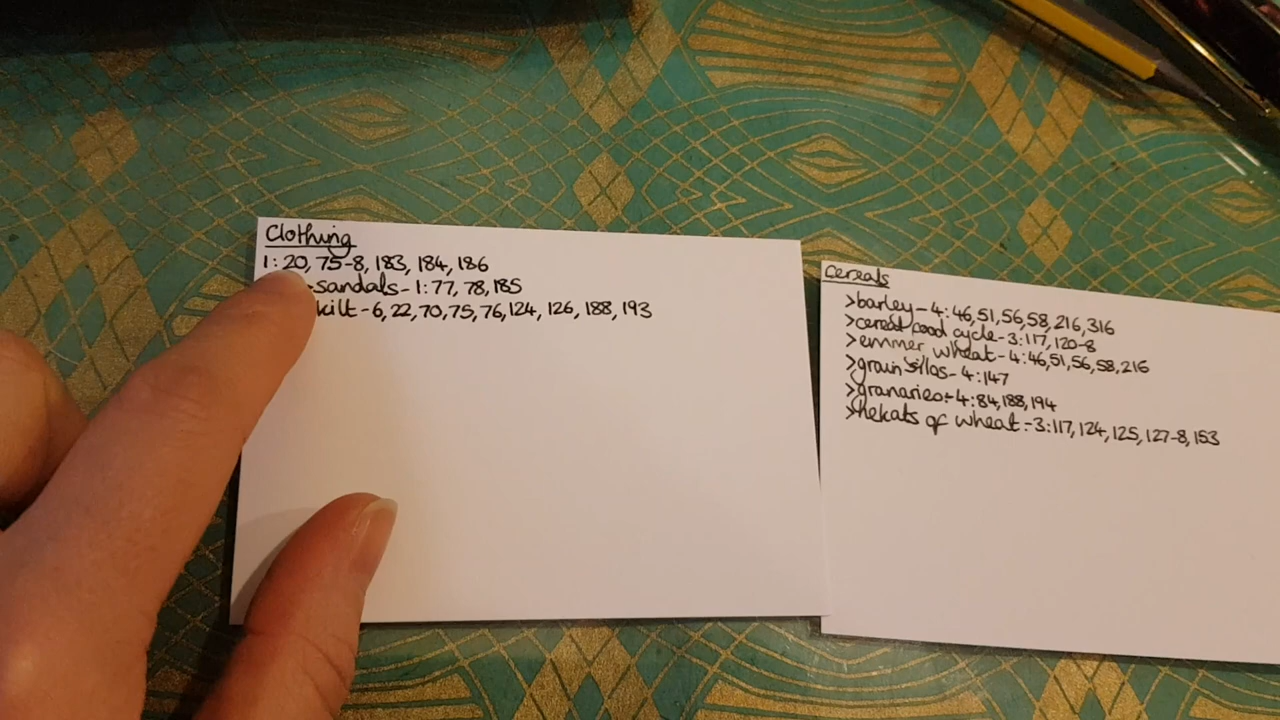 Clothing
1:20, 75-8, 183, 184, 186
-sandals-1:77, 78, 185
kilt-6, 22, 70, 75, 76, 124, 126, 188, 193
Cereals
>barley-4:46,51,56,58,216,316
>cereal food cycle-3:117,120-8
>emmer wheat-4:46,51,56,58,216
>grain silos-4:147
>granaries-4:84,188,194
>hekats of wheat-3:117,124,125,127-8,153